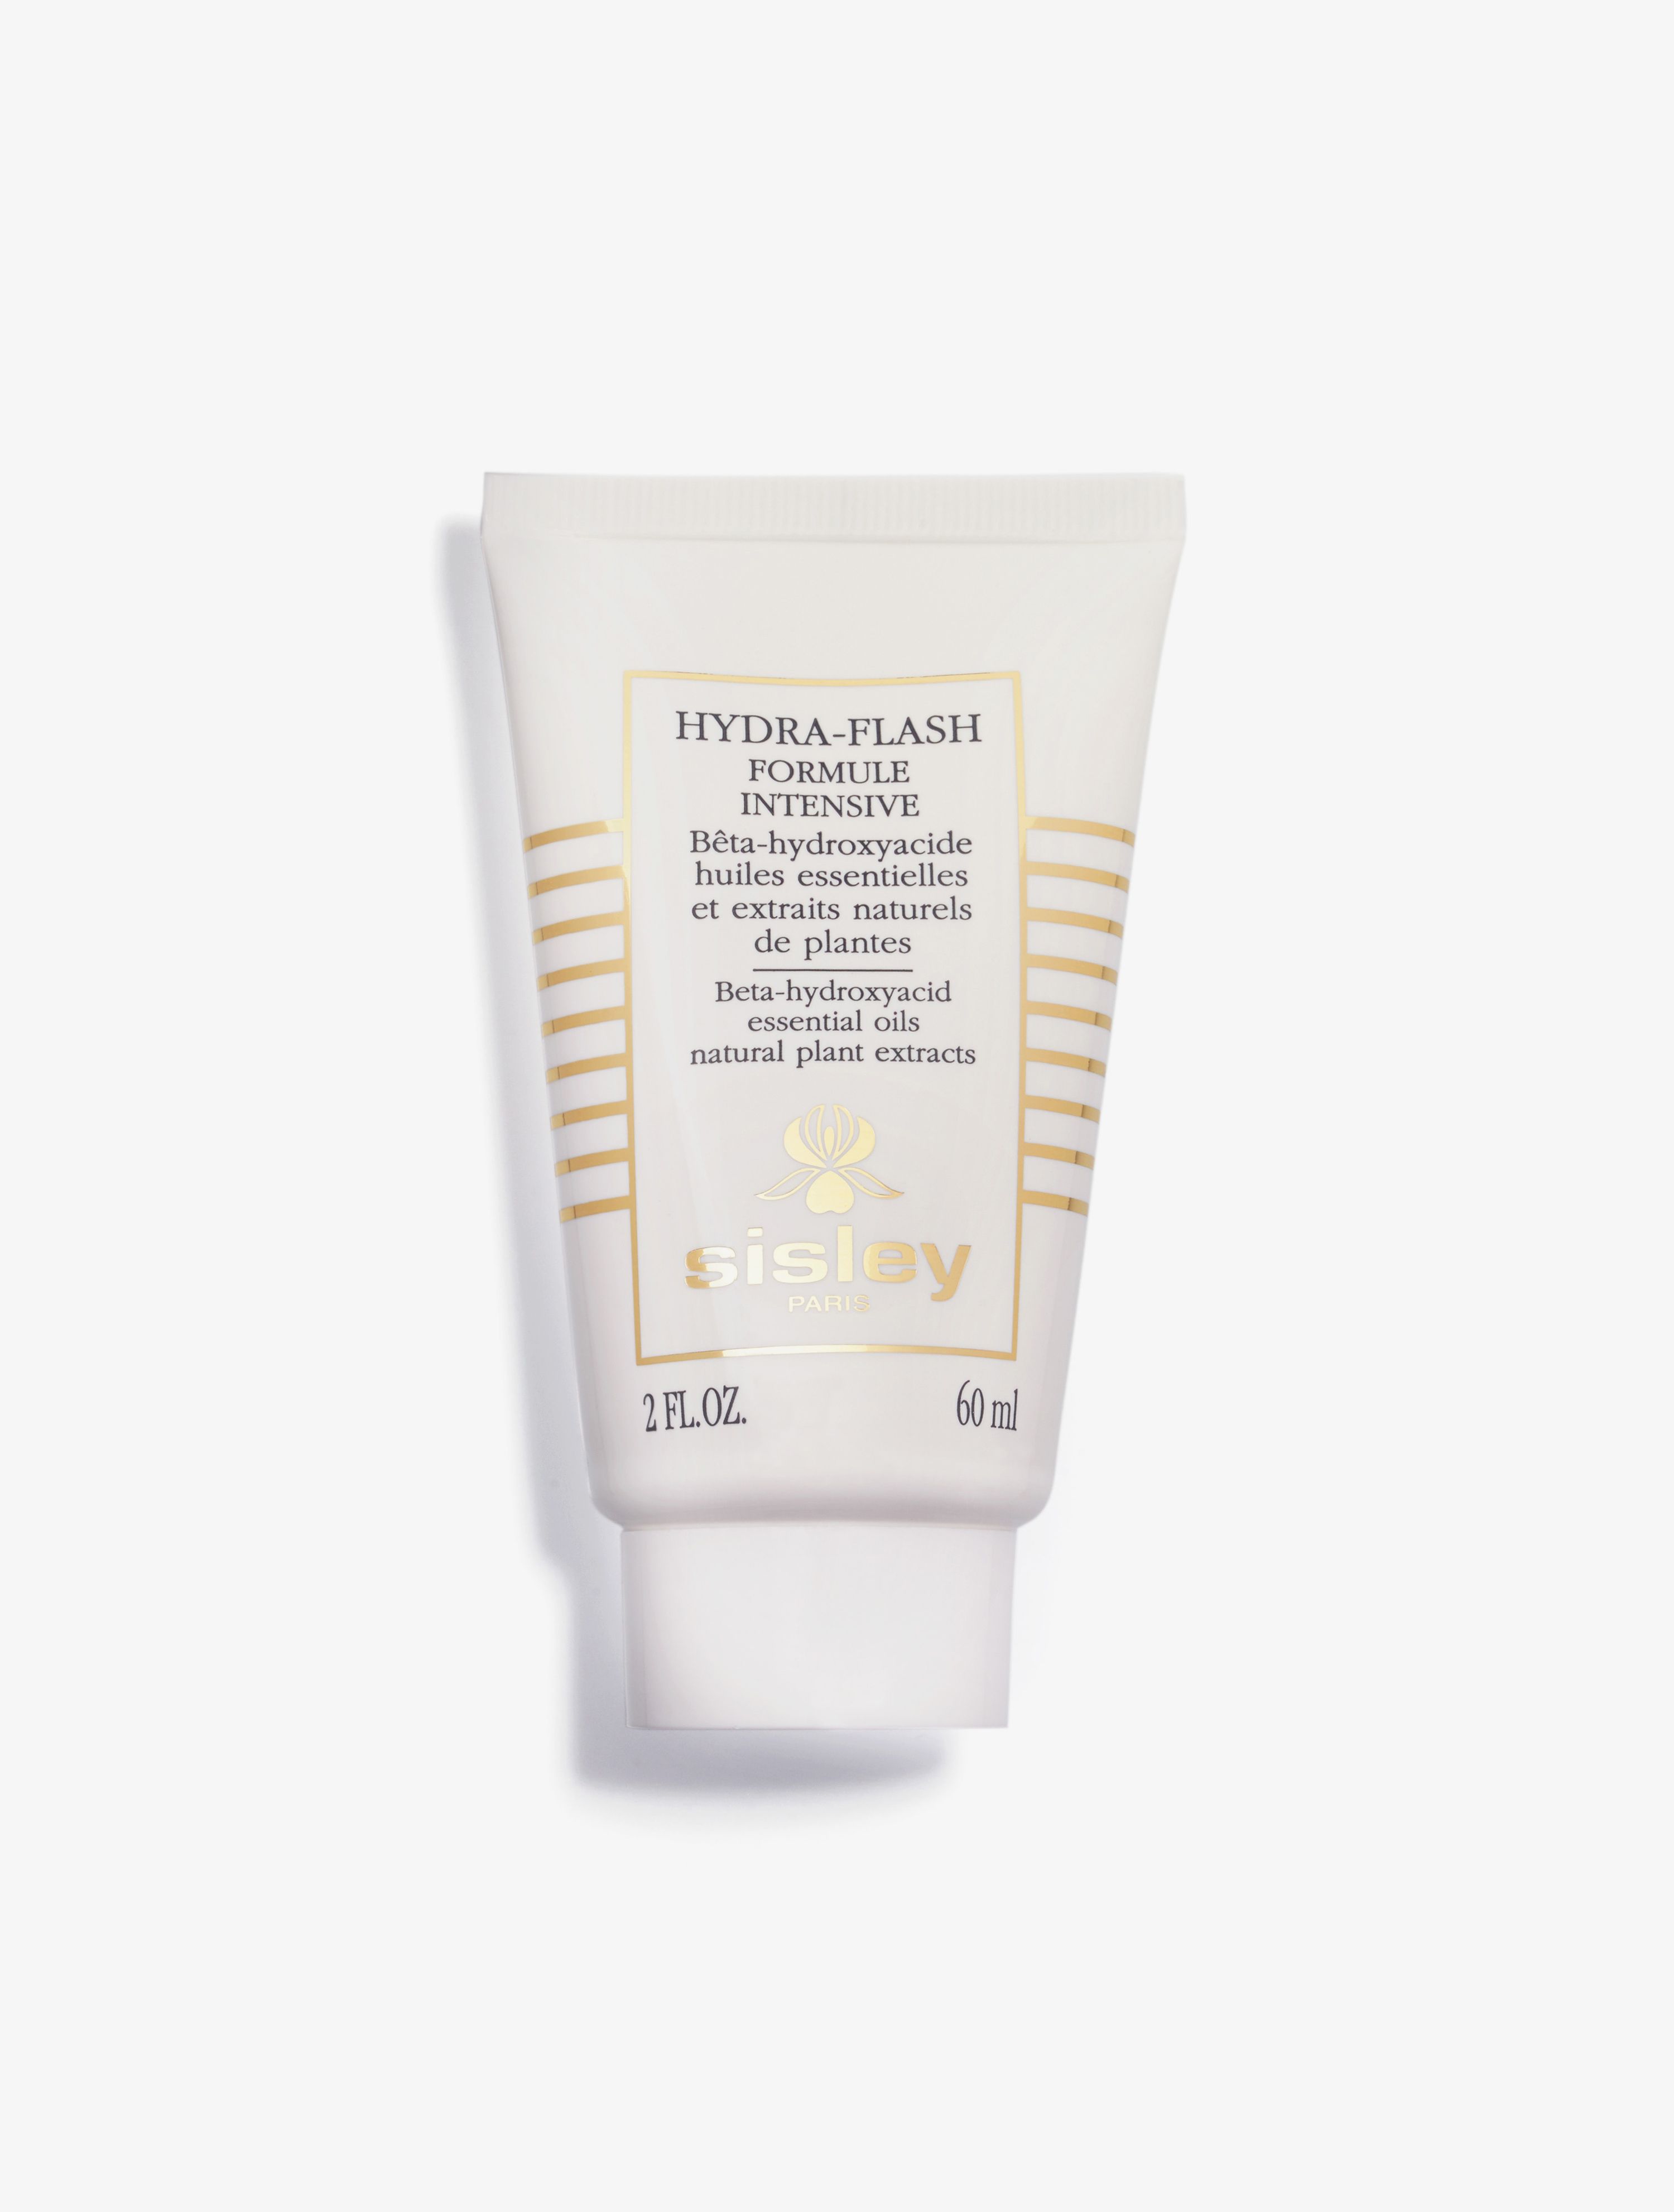 HYDRA-FLASH
FORMULE
INTENSIVE
Bêta-hydroxyacide
huiles essentielles
et extraits naturels
de plantes
Beta-hydroxyacid
essential oils
natural plant extracts
sisley
PARIS
2 FL.OZ. 60 ml